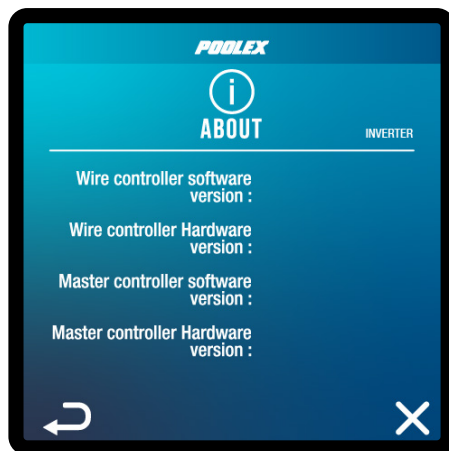 POOLEX
ABOUT
INVERTER
Wire controller software
version :
Wire controller Hardware
version :
Master controller software
version :
Master controller Hardware
version :